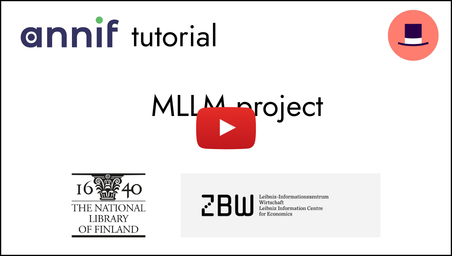 annif tutorial
MLLM project
1640
THE NATIONAL
LIBRARY
OF FINLAND
ZBW
Leibniz-Informationszentrum
Wirtschaft
Leibniz Information Centre
for Economics